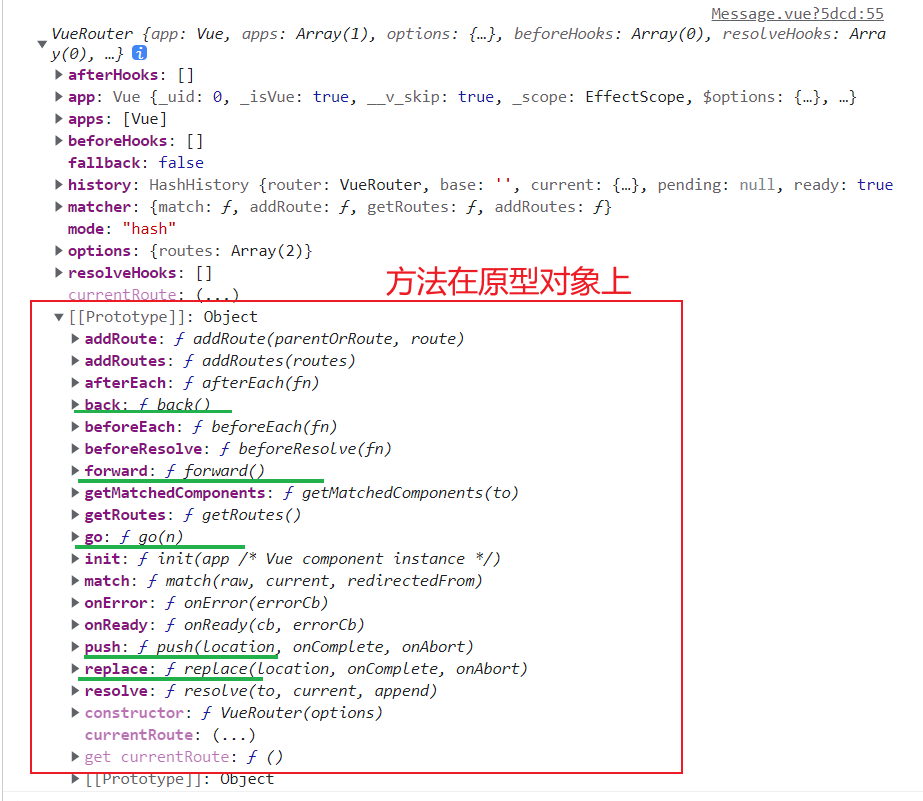 Message.vue?5dcd:55
VueRouter {app: Vue, apps: Array(1), options: {…}, beforeHooks: Array(0), resolveHooks: Arra
y(0), …} i
afterHooks: []
app: Vue {_uid: 0, _isVue: true, __v_skip: true, _scope: EffectScope, $options: {…}, …}
apps: [Vue]
beforeHooks: []
fallback: false
history: HashHistory {router: VueRouter, base: '', current: {…}, pending: null, ready: true
matcher: {match: ƒ, addRoute: ƒ, getRoutes: ƒ, addRoutes: ƒ}
mode: "hash"
options: {routes: Array(2)}
resolveHooks: []
方法在原型对象上
currentRoute: (...)
[[Prototype]]: Object
addRoute: ƒ addRoute(parentOrRoute, route)
addRoutes: ƒ addRoutes(routes)
afterEach: ƒ afterEach(fn)
back: ƒ back()
beforeEach: ƒ beforeEach(fn)
beforeResolve: ƒ beforeResolve(fn)
forward: ƒ forward()
getMatchedComponents: ƒ getMatchedComponents(to)
getRoutes: ƒ getRoutes()
go: ƒ go(n)
init: ƒ init(app /* Vue component instance */)
match: ƒ match(raw, current, redirectedFrom)
onError: ƒ onError(errorCb)
onReady: ƒ onReady(cb, errorCb)
push: ƒ push(location, onComplete, onAbort)
replace: ƒ replace(location, onComplete, onAbort)
resolve: ƒ resolve(to, current, append)
constructor: ƒ VueRouter(options)
currentRoute: (...)
get currentRoute: ƒ ()
[[Prototype]]: Object